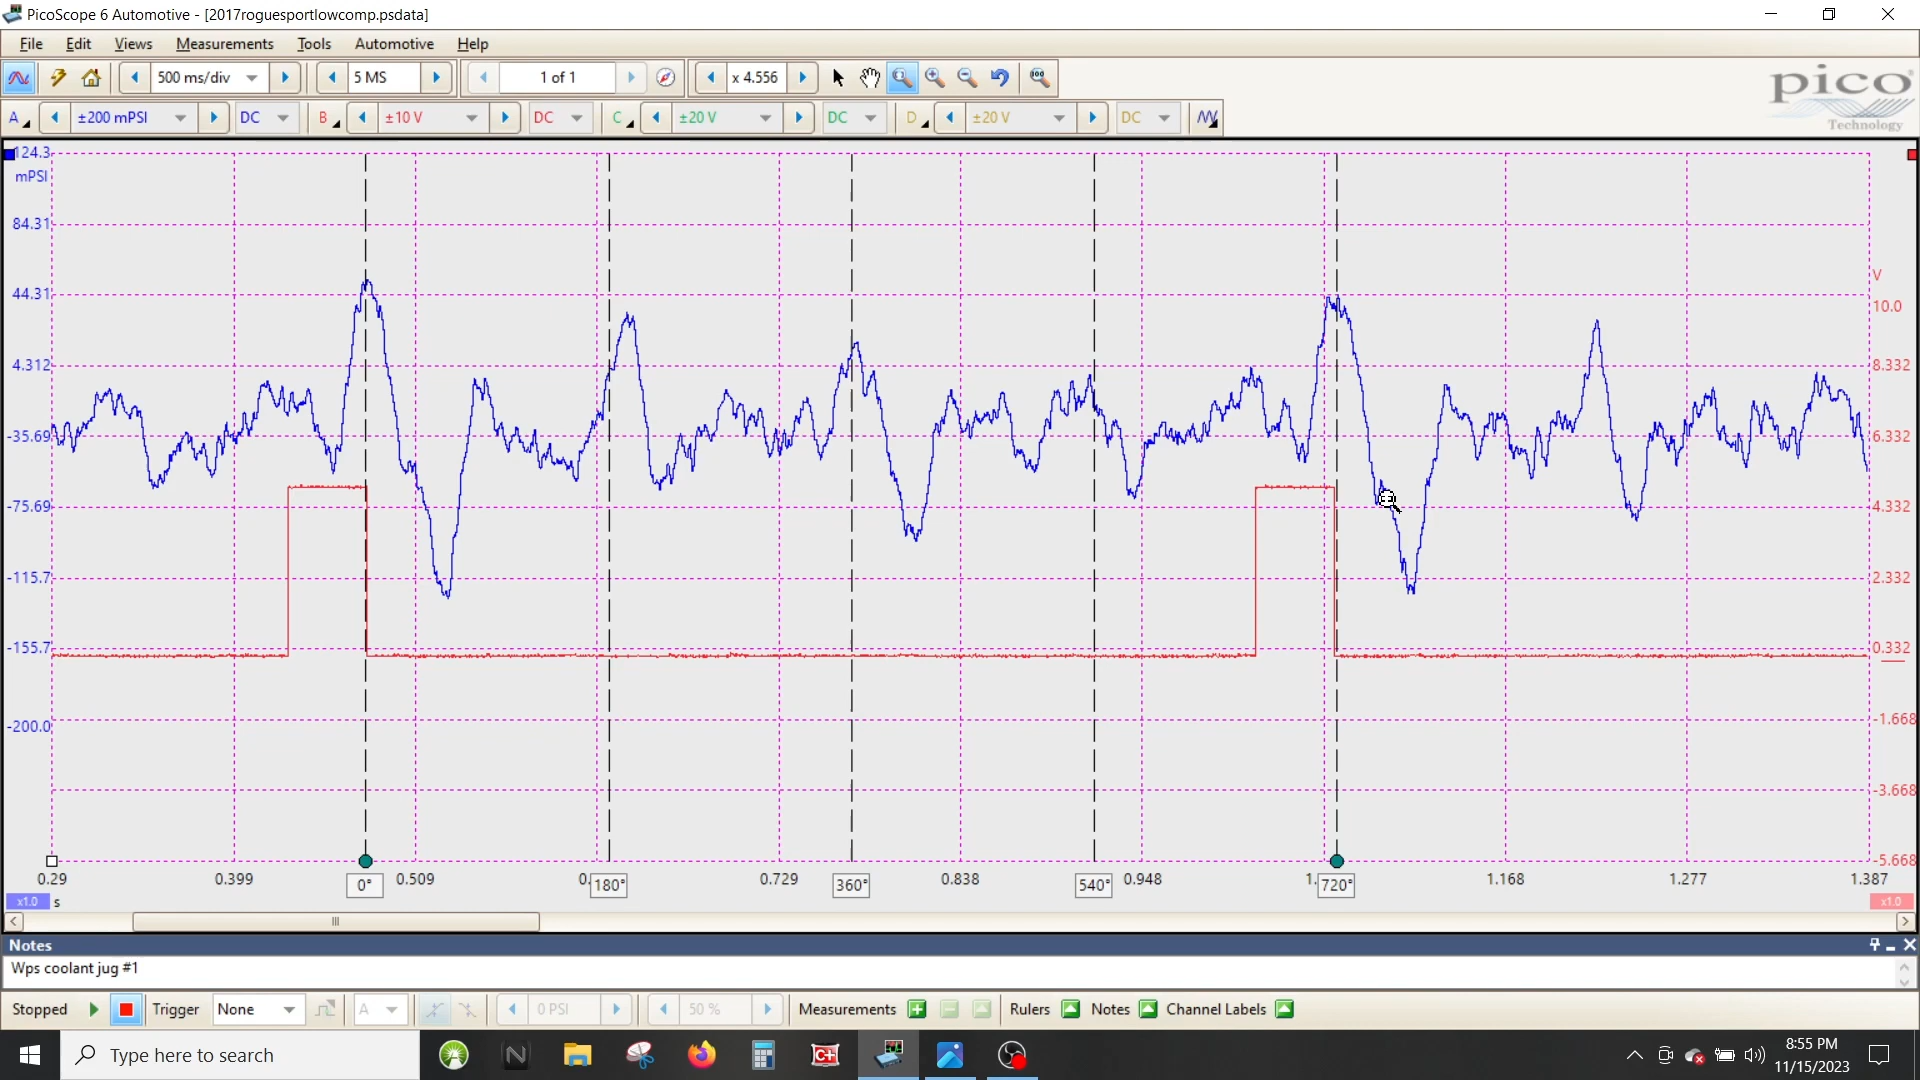 PicoScope 6 Automotive - [2017roguesportlowcomp.psdata]
File Edit Views Measurements Tools Automotive Help
500 ms/div 5 MS 1 of 1 x 4.556
pico
Technology
A ±200 mPSI DC B ±10 V DC C ±20 V DC D ±20 V DC
124.3
mPSI
84.31
V
44.31 10.0
4.312 8.332
-35.69 6.332
-75.69 4.332
-115.7 2.332
-155.7 0.332
-200.0 -1.668
-3.668
-5.668
0.29 0.399 0.509 0.729 0.838 0.948 1.168 1.277 1.387
0° 180° 360° 540° 720°
x1.0 s x1.0
Notes
Wps coolant jug #1
Stopped Trigger None A 0 PSI 50 % Measurements Rulers Notes Channel Labels
Type here to search
N
C+
8:55 PM
11/15/2023